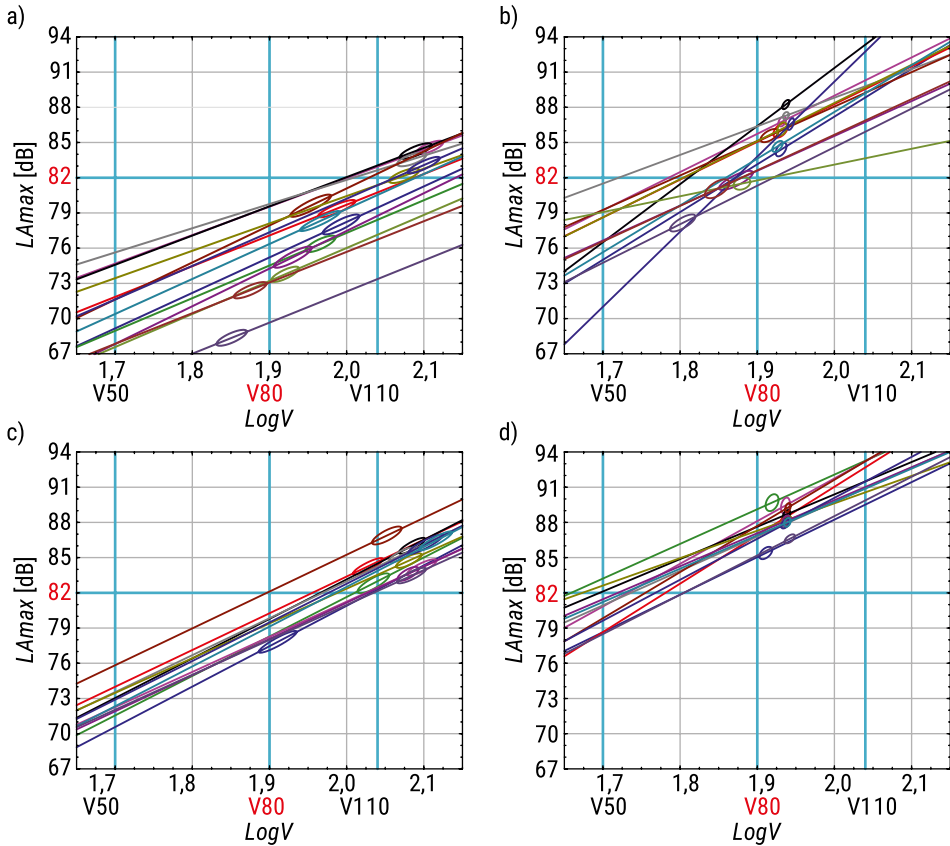 a)
94
91
88
85
82
79
76
73
70
67
LAmax [dB]
1,7 1,8 1,9 2,0 2,1
V50 V80 V110
LogV
b)
94
91
88
85
82
79
76
73
70
67
LAmax [dB]
1,7 1,8 1,9 2,0 2,1
V50 V80 V110
LogV
c)
94
91
88
85
82
79
76
73
70
67
LAmax [dB]
1,7 1,8 1,9 2,0 2,1
V50 V80 V110
LogV
d)
94
91
88
85
82
79
76
73
70
67
LAmax [dB]
1,7 1,8 1,9 2,0 2,1
V50 V80 V110
LogV